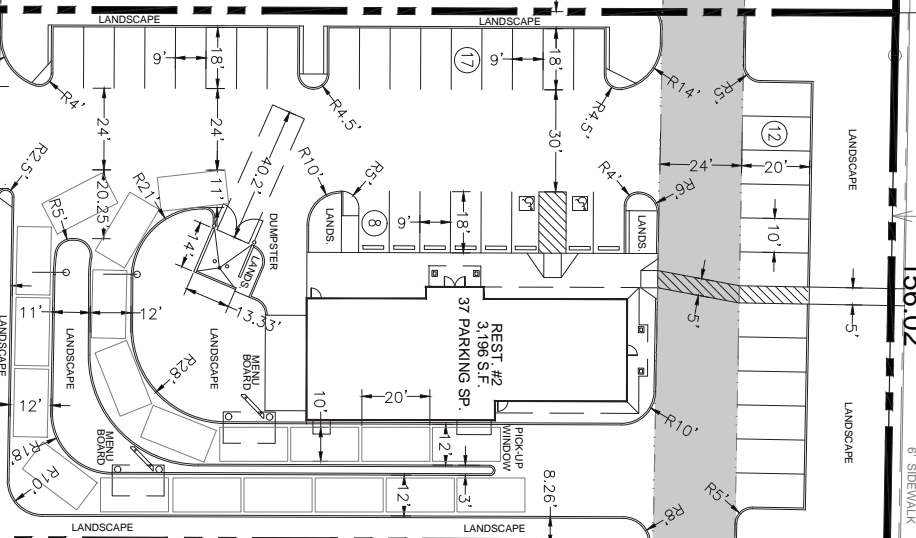 LANDSCAPE
LANDSCAPE
9'
18'
17
9'
18'
R4'
R4.5'
R4.5'
R14'
R5'
12
LANDSCAPE
24'
24'
30'
40.2'
R10'
R5'
R4'
R6'
24'
20'
R2.5'
20.25'
R21'
11'
R5'
LANDS.
8
9'
18'
LANDS.
10'
14'
DUMPSTER
LANDS.
13.33'
11'
12'
5'
5'
156.02
LANDSCAPE
LANDSCAPE
LANDSCAPE
R28'
MENU
BOARD
REST. #2
3,196 S.F.
37 PARKING SP.
10'
20'
12'
R10'
LANDSCAPE
R18'
R10'
MENU
BOARD
12'
PICK-UP
WINDOW
12'
3'
8.26'
R8'
R5'
6' SIDEWALK
LANDSCAPE
LANDSCAPE